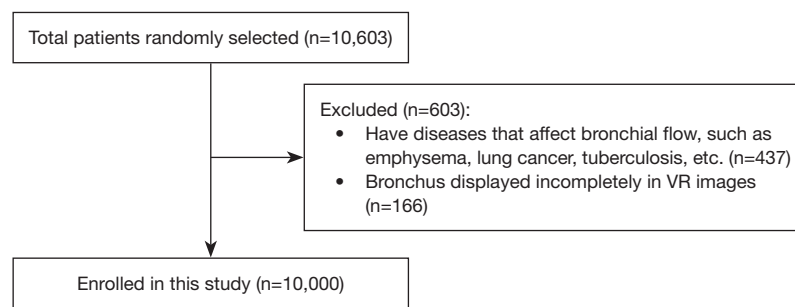 Total patients randomly selected (n=10,603)
Excluded (n=603):
• Have diseases that affect bronchial flow, such as
emphysema, lung cancer, tuberculosis, etc. (n=437)
• Bronchus displayed incompletely in VR images
(n=166)
Enrolled in this study (n=10,000)